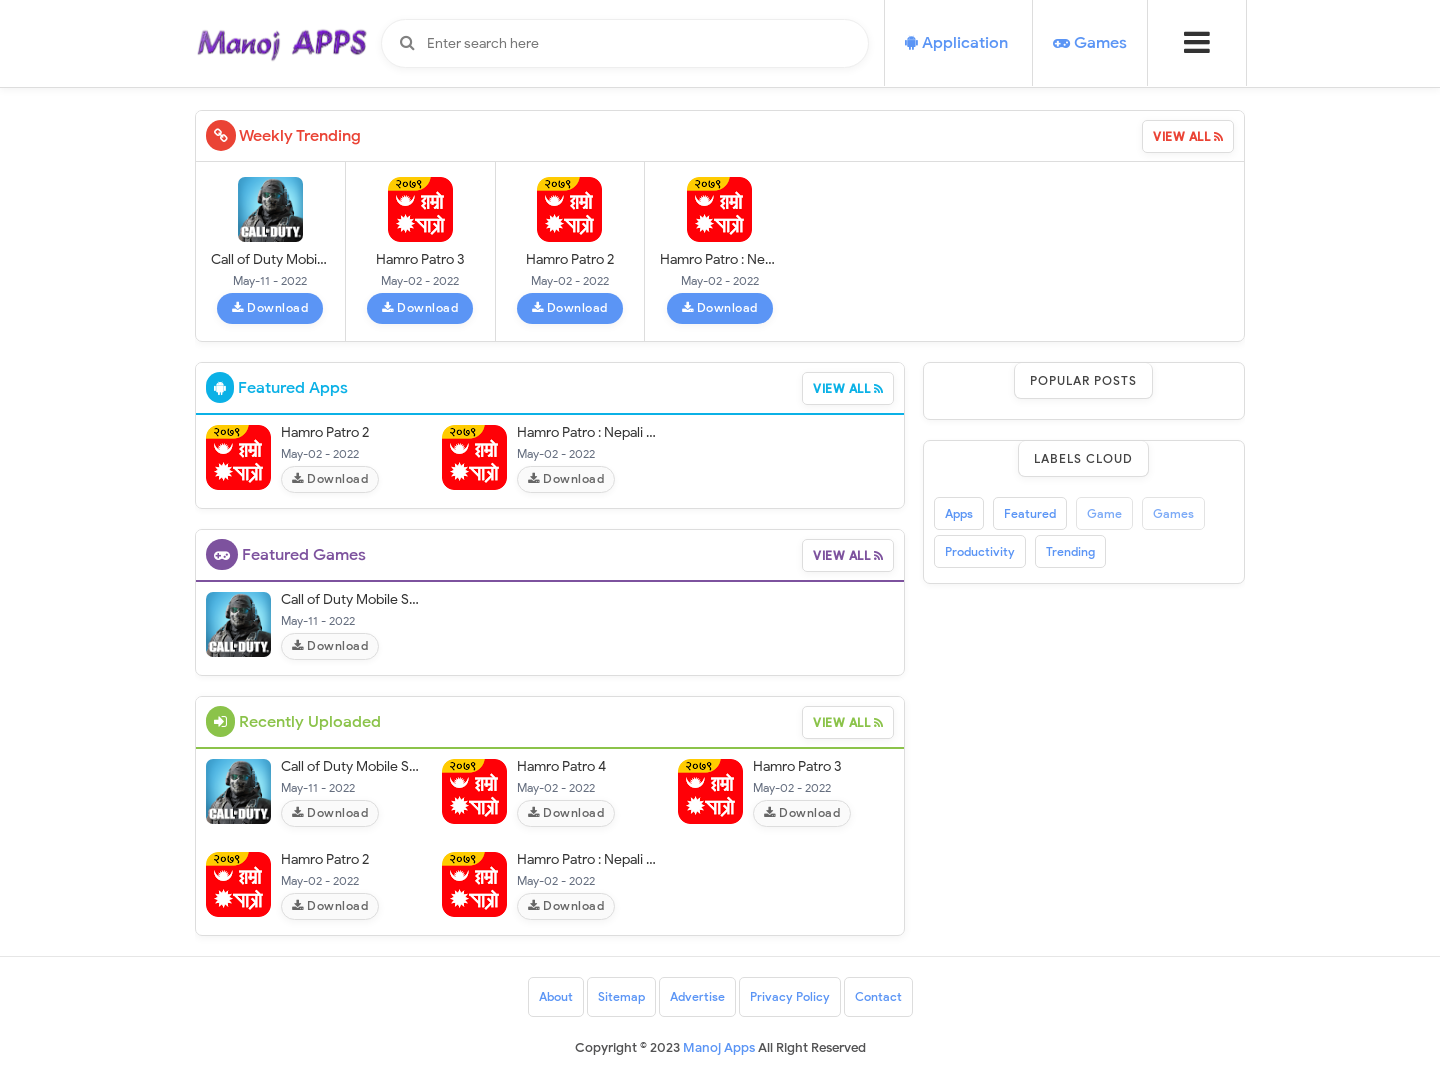 Manoj APPS
Enter search here
Application
Games
Weekly Trending
VIEW ALL
२०७९
हाम्रो
पात्रो
२०७९
हाम्रो
पात्रो
२०७९
हाम्रो
पात्रो
CALL OF DUTY.
Call of Duty Mobi...
Hamro Patro 3
Hamro Patro 2
Hamro Patro : Ne...
May-11 - 2022
May-02 - 2022
May-02 - 2022
May-02 - 2022
Download
Download
Download
Download
Featured Apps
VIEW ALL
२०७९
हाम्रो
पात्रो
Hamro Patro 2
May-02 - 2022
Download
२०७९
हाम्रो
पात्रो
Hamro Patro : Nepali ...
May-02 - 2022
Download
POPULAR POSTS
LABELS CLOUD
Apps
Featured
Game
Games
Productivity
Trending
Featured Games
VIEW ALL
CALL OF DUTY.
Call of Duty Mobile S...
May-11 - 2022
Download
Recently Uploaded
VIEW ALL
CALL OF DUTY.
Call of Duty Mobile S...
May-11 - 2022
Download
२०७९
हाम्रो
पात्रो
Hamro Patro 4
May-02 - 2022
Download
२०७९
हाम्रो
पात्रो
Hamro Patro 3
May-02 - 2022
Download
२०७९
हाम्रो
पात्रो
Hamro Patro 2
May-02 - 2022
Download
२०७९
हाम्रो
पात्रो
Hamro Patro : Nepali ...
May-02 - 2022
Download
About
Sitemap
Advertise
Privacy Policy
Contact
Copyright © 2023 Manoj Apps All Right Reserved